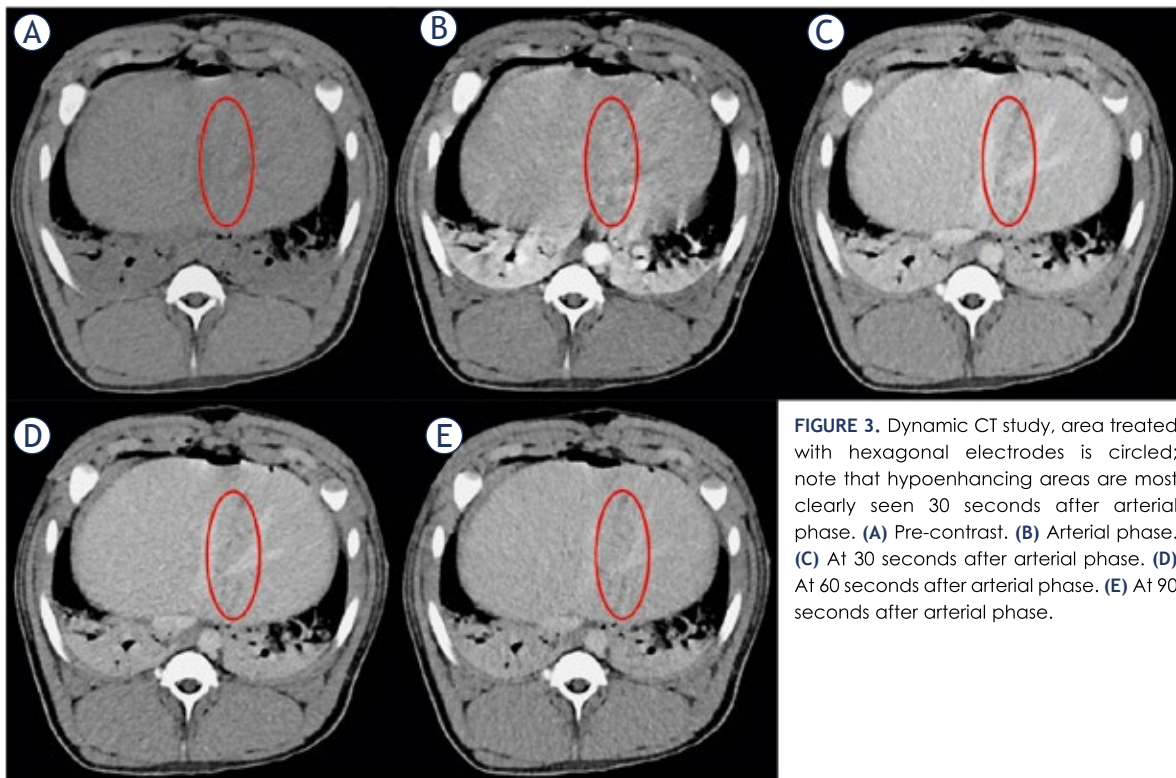 A
B
C
D
E
FIGURE 3. Dynamic CT study, area treated
with hexagonal electrodes is circled;
note that hypoenhancing areas are most
clearly seen 30 seconds after arterial
phase. (A) Pre-contrast. (B) Arterial phase.
(C) At 30 seconds after arterial phase. (D)
At 60 seconds after arterial phase. (E) At 90
seconds after arterial phase.